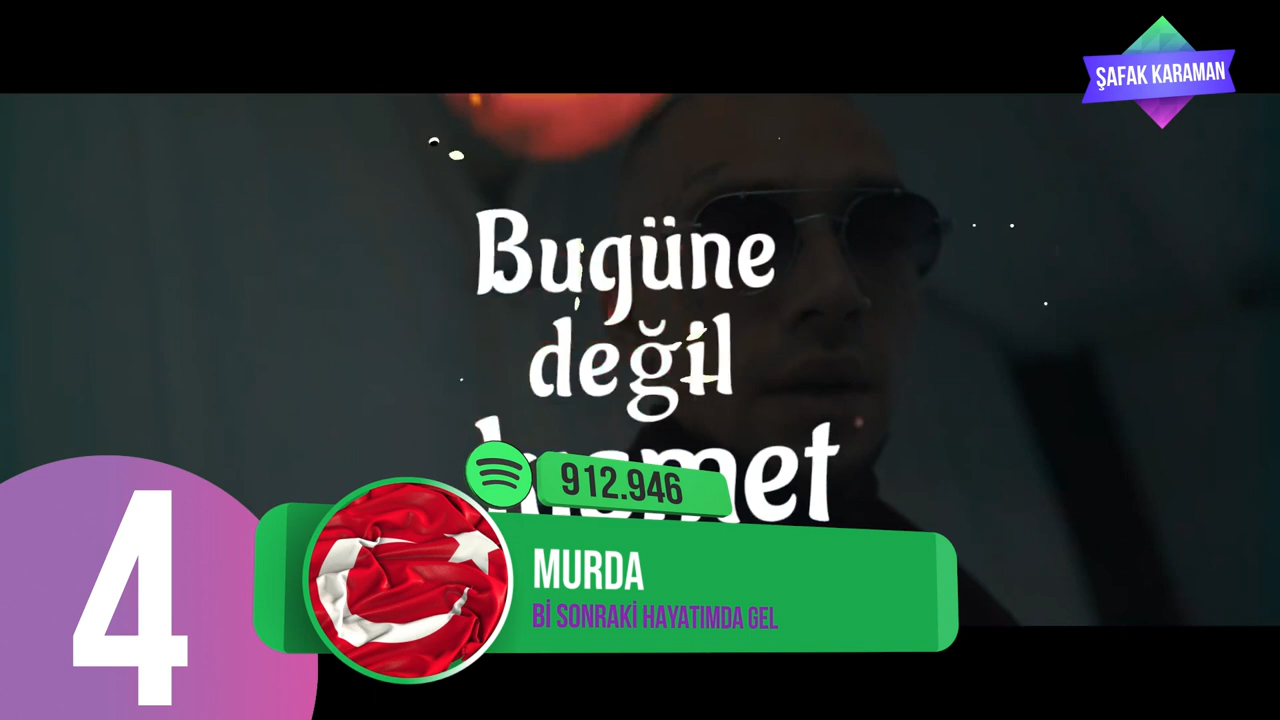 ŞAFAK KARAMAN
Bugüne
değil
912.946
4
MURDA
Bİ SONRAKİ HAYATIMDA GEL